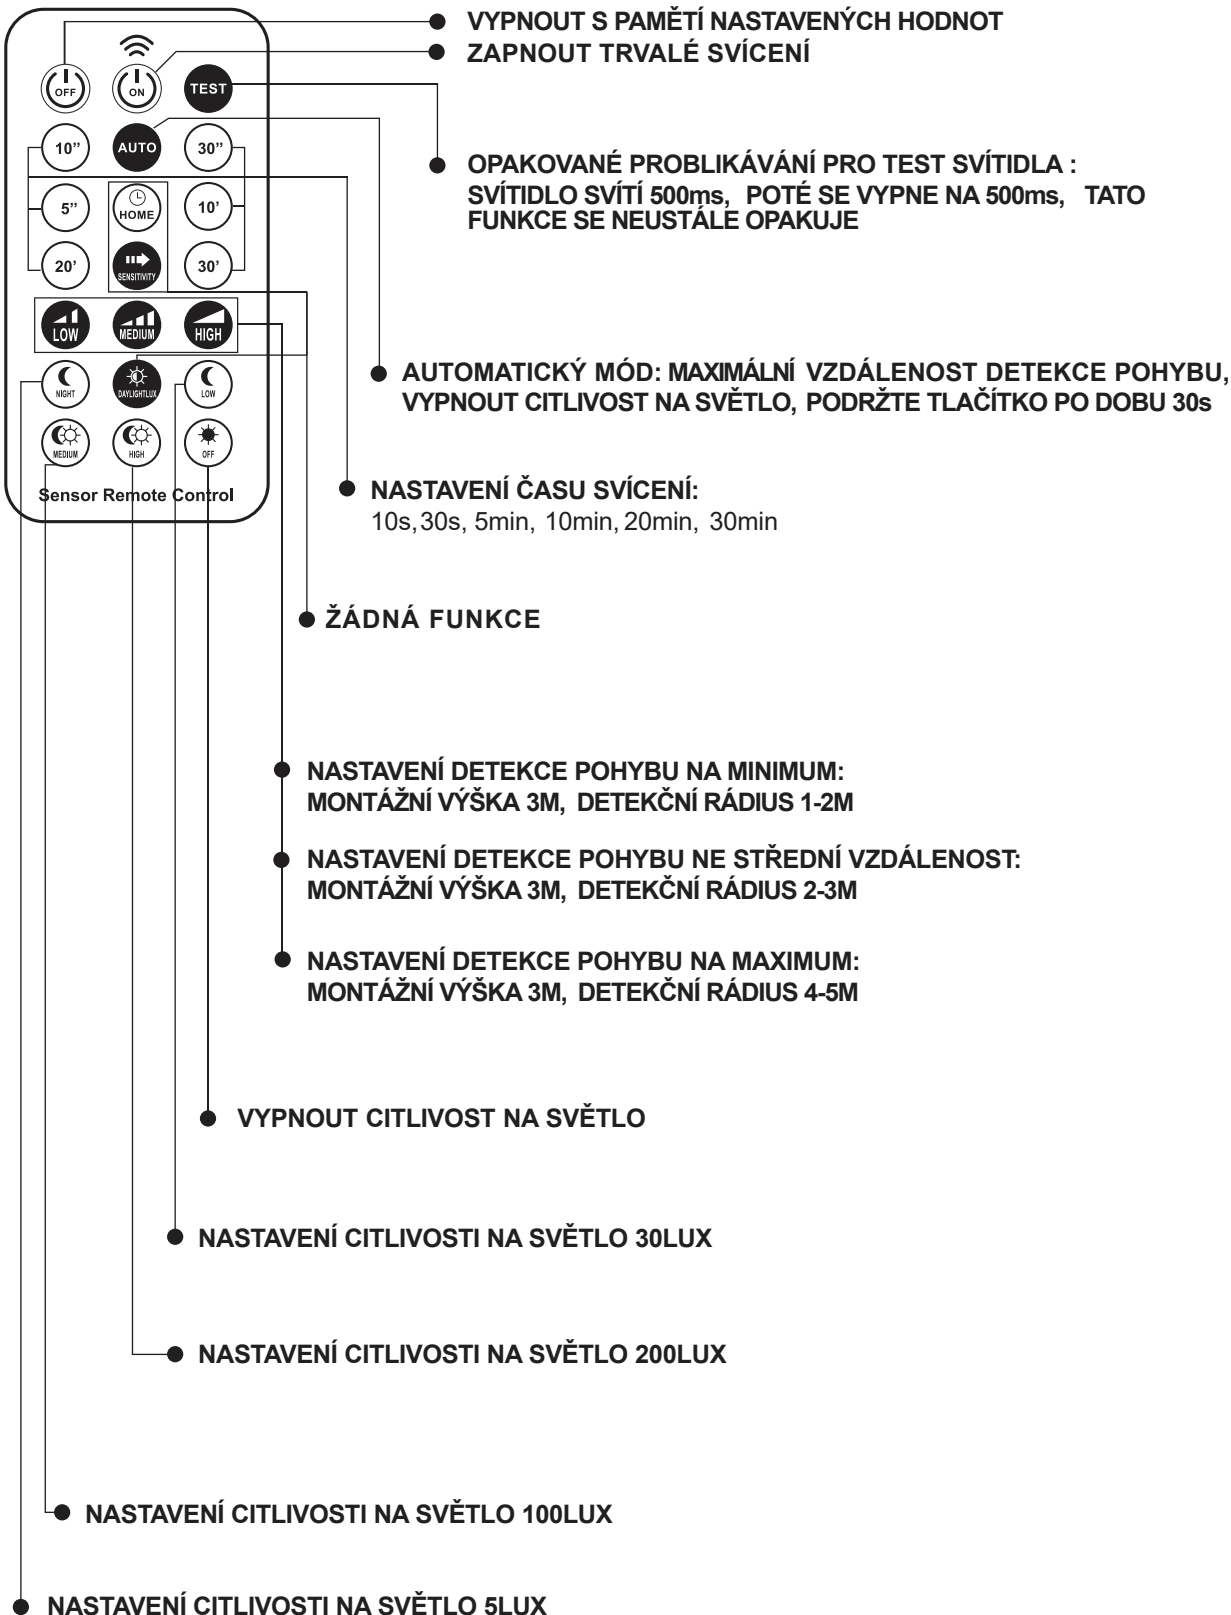 VYPNOUT S PAMĚTÍ NASTAVENÝCH HODNOT
ZAPNOUT TRVALÉ SVÍCENÍ
OFF ON TEST
10” AUTO 30”
5” HOME 10’
20’ SENSITIVITY 30’
LOW MEDIUM HIGH
NIGHT DAYLIGHTLUX LOW
MEDIUM HIGH OFF
Sensor Remote Control
OPAKOVANÉ PROBLIKÁVÁNÍ PRO TEST SVÍTIDLA :
SVÍTIDLO SVÍTÍ 500ms, POTÉ SE VYPNE NA 500ms, TATO
FUNKCE SE NEUSTÁLE OPAKUJE
AUTOMATICKÝ MÓD: MAXIMÁLNÍ VZDÁLENOST DETEKCE POHYBU,
VYPNOUT CITLIVOST NA SVĚTLO, PODRŽTE TLAČÍTKO PO DOBU 30s
NASTAVENÍ ČASU SVÍCENÍ:
10s, 30s, 5min, 10min, 20min, 30min
ŽÁDNÁ FUNKCE
NASTAVENÍ DETEKCE POHYBU NA MINIMUM:
MONTÁŽNÍ VÝŠKA 3M, DETEKČNÍ RÁDIUS 1-2M
NASTAVENÍ DETEKCE POHYBU NE STŘEDNÍ VZDÁLENOST:
MONTÁŽNÍ VÝŠKA 3M, DETEKČNÍ RÁDIUS 2-3M
NASTAVENÍ DETEKCE POHYBU NA MAXIMUM:
MONTÁŽNÍ VÝŠKA 3M, DETEKČNÍ RÁDIUS 4-5M
VYPNOUT CITLIVOST NA SVĚTLO
NASTAVENÍ CITLIVOSTI NA SVĚTLO 30LUX
NASTAVENÍ CITLIVOSTI NA SVĚTLO 200LUX
NASTAVENÍ CITLIVOSTI NA SVĚTLO 100LUX
NASTAVENÍ CITLIVOSTI NA SVĚTLO 5LUX